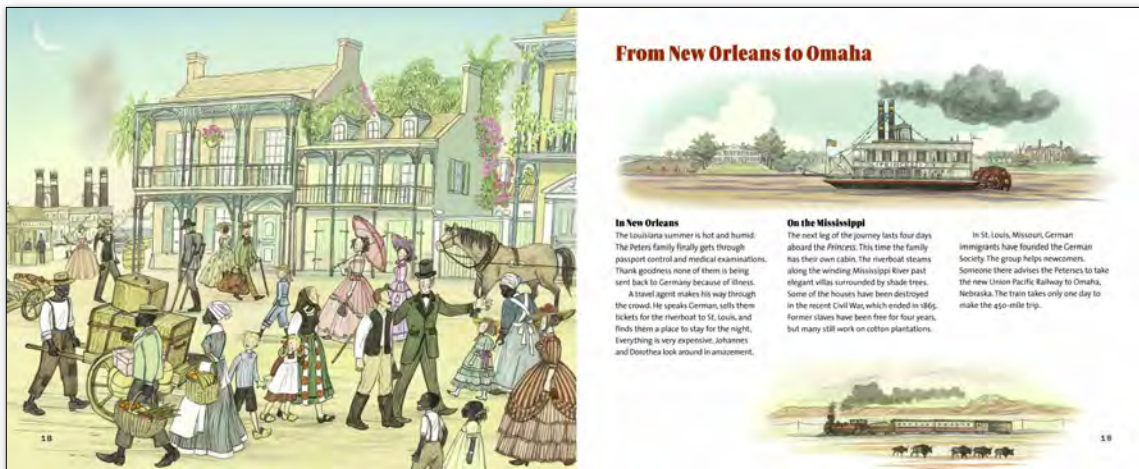 From New Orleans to Omaha
In New Orleans
The Louisiana summer is hot and humid.
The Peters family finally gets through
passport control and medical examinations.
Thank goodness none of them is being
sent back to Germany because of illness.
A travel agent makes his way through
the crowd. He speaks German, sells them
tickets for the riverboat to St. Louis, and
finds them a place to stay for the night.
Everything is very expensive. Johannes
and Dorothea look around in amazement.
On the Mississippi
The next leg of the journey lasts four days
aboard the Princess. This time the family
has their own cabin. The riverboat steams
along the winding Mississippi River past
elegant villas surrounded by shade trees.
Some of the houses have been destroyed
in the recent Civil War, which ended in 1865.
Former slaves have been free for four years,
but many still work on cotton plantations.
In St. Louis, Missouri, German
immigrants have founded the German
Society. The group helps newcomers.
Someone there advises the Peterses to take
the new Union Pacific Railway to Omaha,
Nebraska. The train takes only one day to
make the 450-mile trip.
18